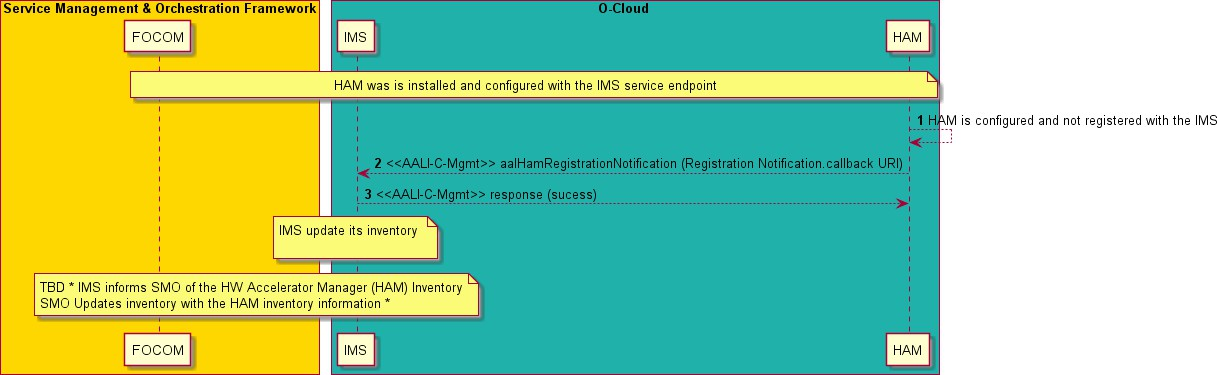 Service Management & Orchestration Framework
O-Cloud
FOCOM
IMS
HAM
HAM was is installed and configured with the IMS service endpoint
1 HAM is configured and not registered with the IMS
2 <<AALI-C-Mgmt>> aalHamRegistrationNotification (Registration Notification.callback URI)
3 <<AALI-C-Mgmt>> response (sucess)
IMS update its inventory
TBD * IMS informs SMO of the HW Accelerator Manager (HAM) Inventory
SMO Updates inventory with the HAM inventory information *
FOCOM
IMS
HAM